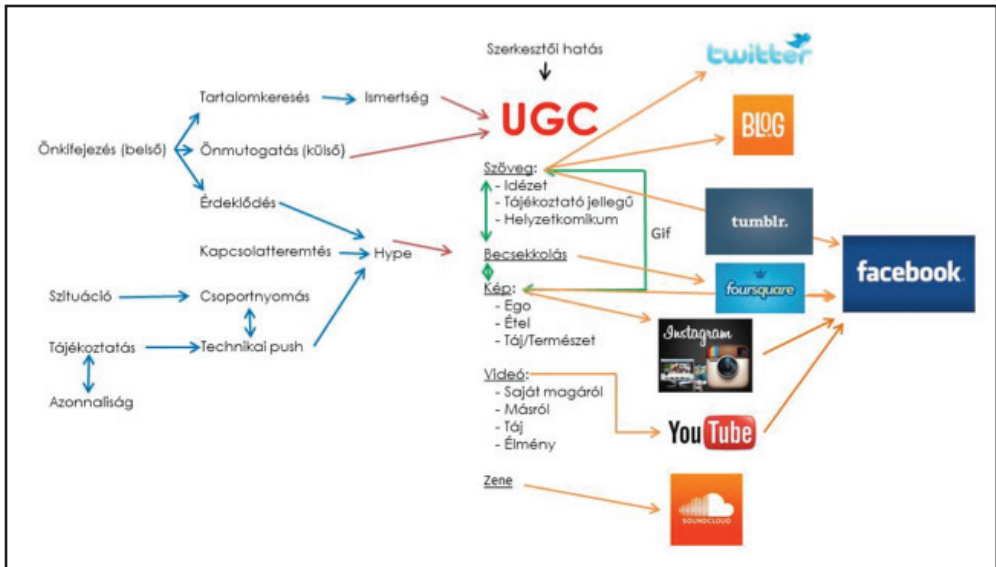 Szerkesztői hatás
twitter
Tartalomkeresés
Ismertség
UGC
BLOG
Önkifejezés (belső)
Önmutogatás (külső)
Szöveg:
- Idézet
- Tájékoztató jellegű
- Helyzetkomikum
Érdeklődés
tumblr.
Gif
Kapcsolatteremtés
Hype
Becsekkolás
foursquare
facebook
Szituáció
Csoportnyomás
Kép:
- Ego
- Étel
- Táj/Természet
Instagram
Tájékoztatás
Technikai push
Azonnaliság
Videó:
- Saját magáról
- Másról
- Táj
- Élmény
YouTube
Zene
SOUNDCLOUD